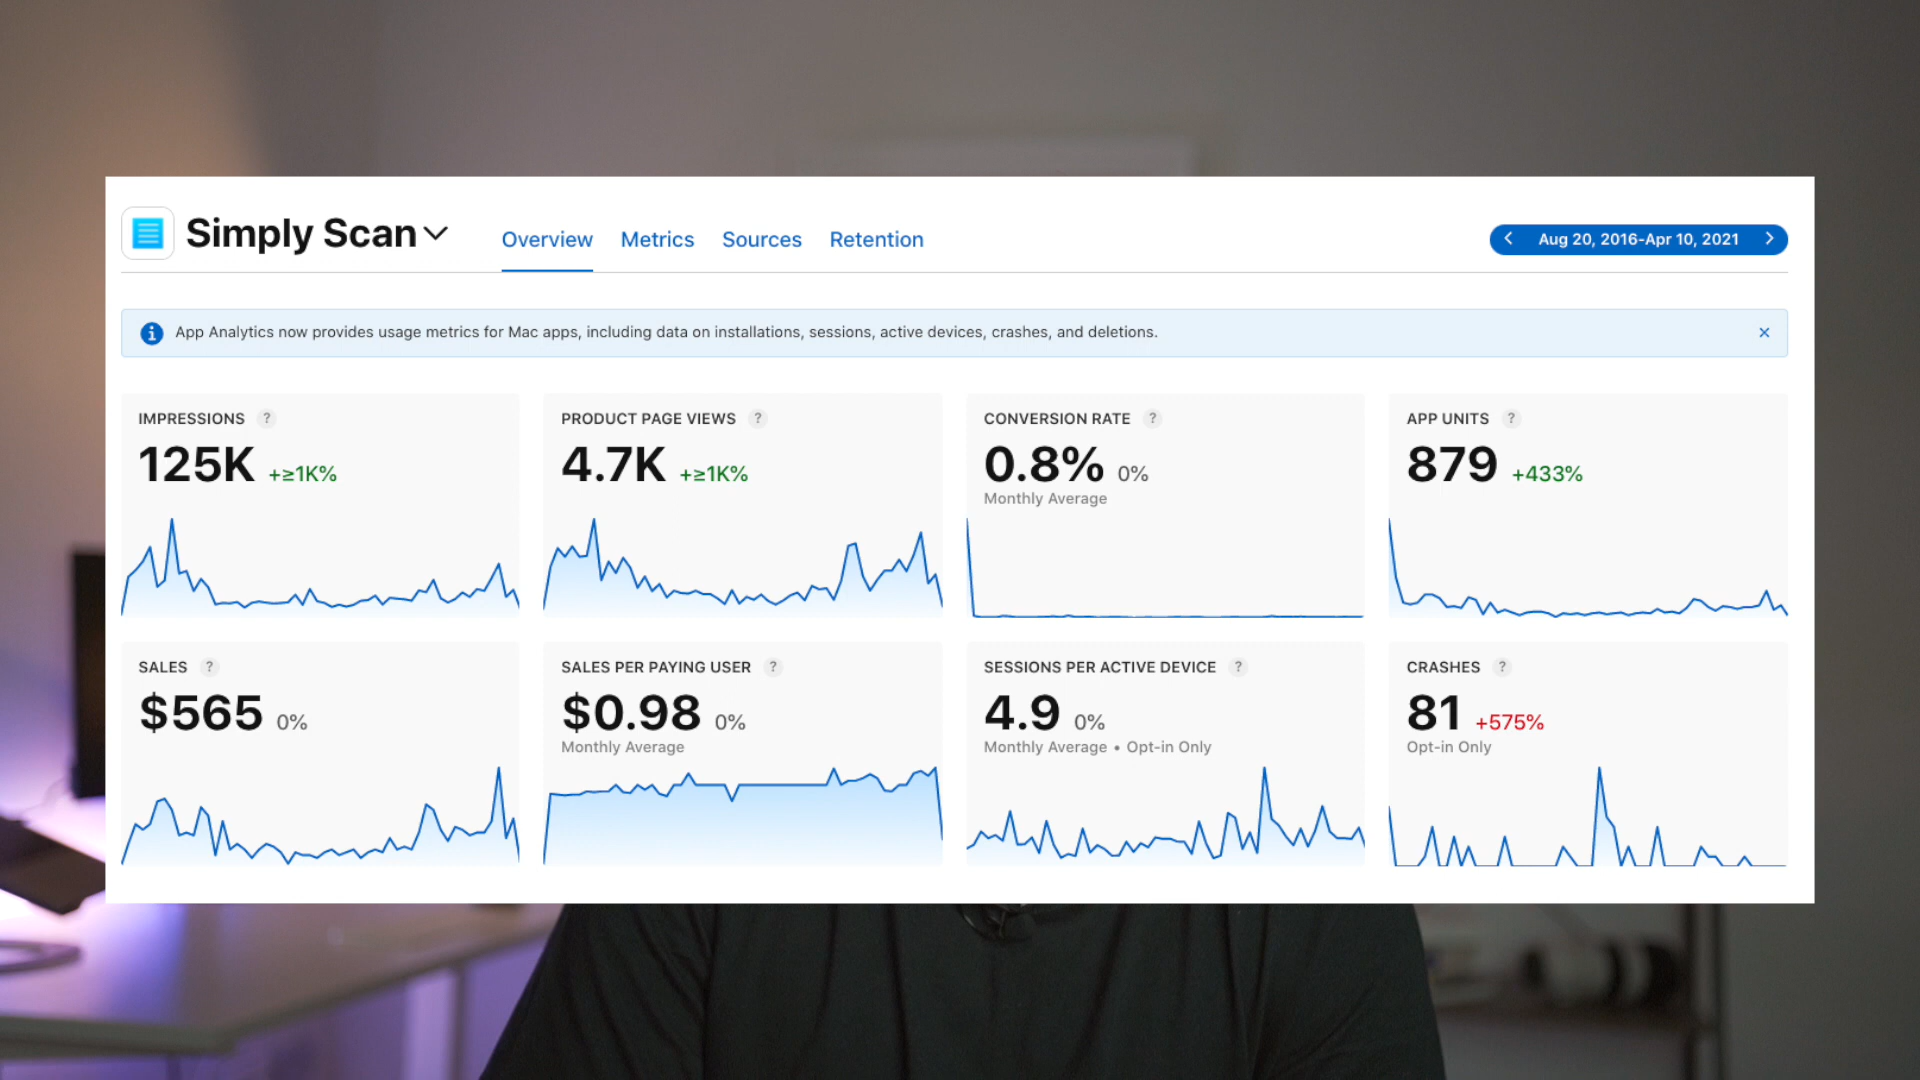 Simply Scan
Overview Metrics Sources Retention
Aug 20, 2016-Apr 10, 2021
App Analytics now provides usage metrics for Mac apps, including data on installations, sessions, active devices, crashes, and deletions.
IMPRESSIONS ?
125K +≥1K%
PRODUCT PAGE VIEWS ?
4.7K +≥1K%
CONVERSION RATE ?
0.8% 0%
Monthly Average
APP UNITS ?
879 +433%
SALES ?
$565 0%
SALES PER PAYING USER ?
$0.98 0%
Monthly Average
SESSIONS PER ACTIVE DEVICE ?
4.9 0%
Monthly Average • Opt-in Only
CRASHES ?
81 +575%
Opt-in Only